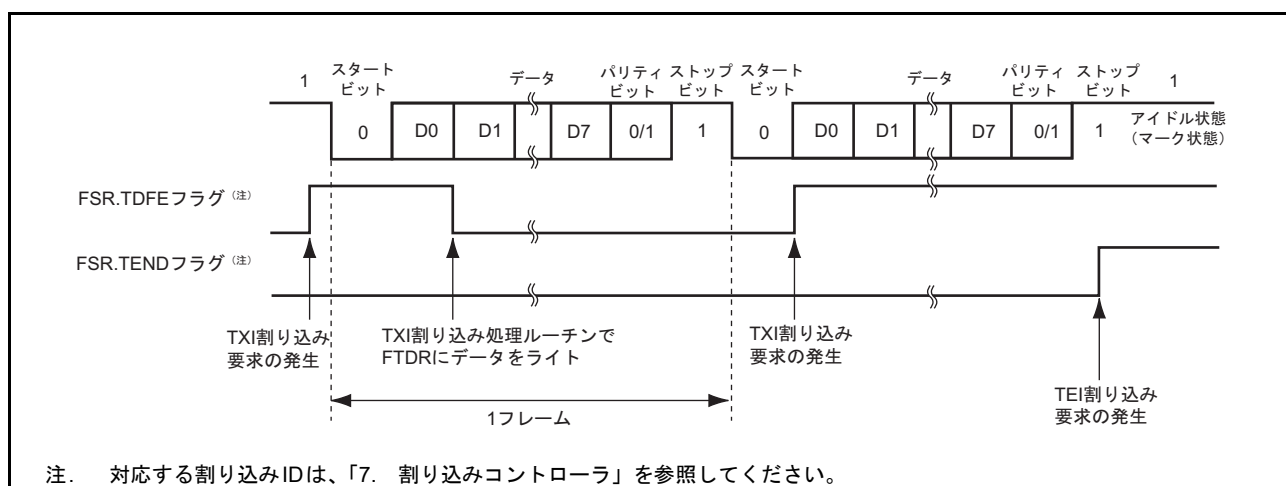 1 スタート ビット データ パリティ ビット ストップ ビット スタート ビット データ パリティ ビット ストップ ビット 1
0 D0 D1 D7 0/1 1 0 D0 D1 D7 0/1 1 アイドル状態
(マーク状態)
FSR.TDFEフラグ (注)
FSR.TENDフラグ (注)
TXI割り込み
要求の発生
TXI割り込み処理ルーチンで
FTDRにデータをライト
TXI割り込み
要求の発生
TEI割り込み
要求の発生
1フレーム
注. 対応する割り込みIDは、「7. 割り込みコントローラ」を参照してください。